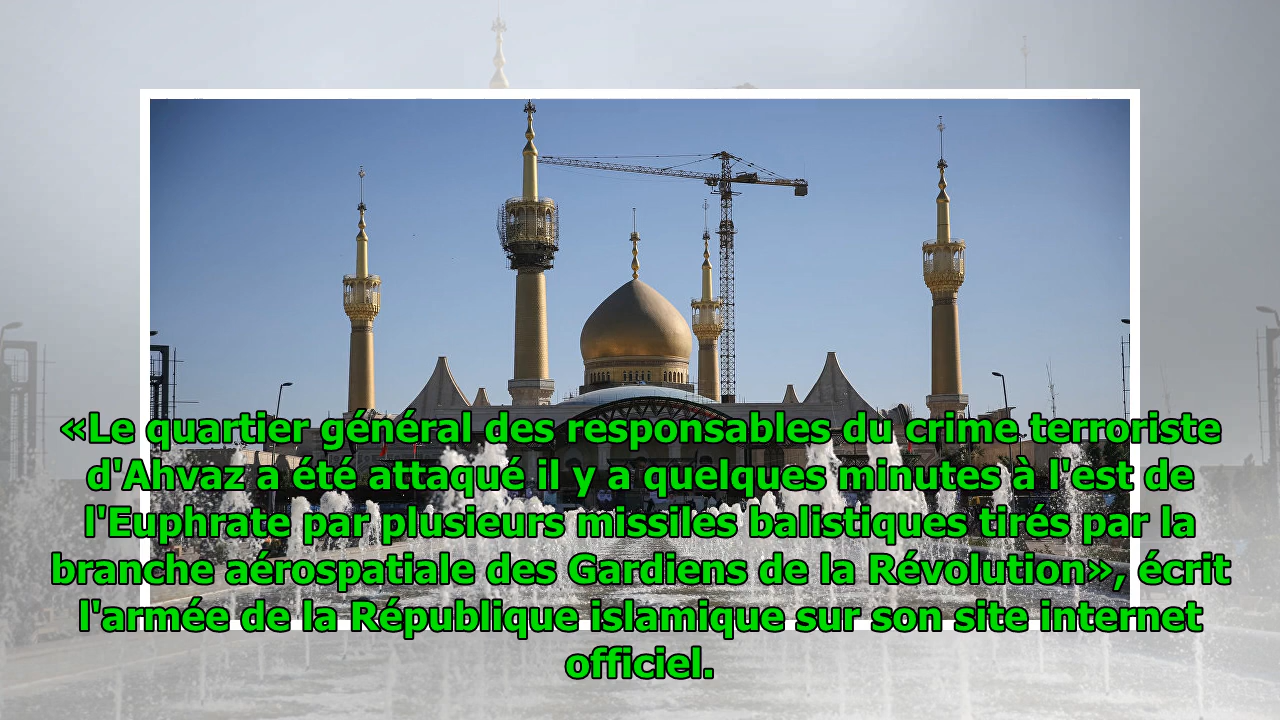 «Le quartier général des responsables du crime terroriste
d'Ahvaz a été attaqué il y a quelques minutes à l'est de
l'Euphrate par plusieurs missiles balistiques tirés par la
branche aérospatiale des Gardiens de la Révolution», écrit
l'armée de la République islamique sur son site internet
officiel.